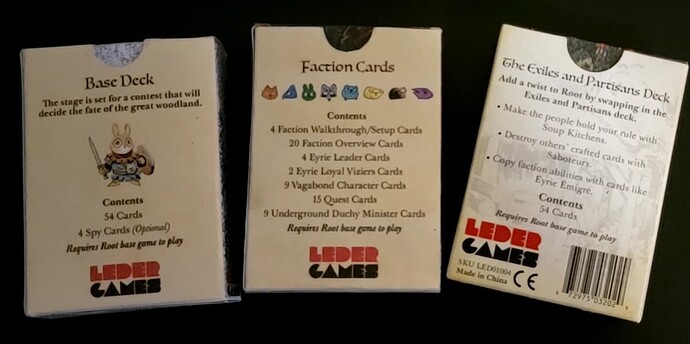 Base Deck
The stage is set for a contest that will
decide the fate of the great woodland.
Contents
54 Cards
4 Spy Cards (Optional)
Requires Root base game to play
LEDER
GAMES
Faction Cards
Contents
4 Faction Walkthrough/Setup Cards
20 Faction Overview Cards
4 Eyrie Leader Cards
2 Eyrie Loyal Viziers Cards
9 Vagabond Character Cards
15 Quest Cards
9 Underground Duchy Minister Cards
Requires Root base game to play
LEDER
GAMES
The Exiles and Partisans Deck
Add a twist to Root by swapping in the
Exiles and Partisans deck.
• Make the people hold your rule with
Soup Kitchens.
• Destroy others' crafted cards with
Saboteurs.
• Copy faction abilities with cards like
Eyrie Emigré.
Contents
54 Cards
Requires Root base game to play
LEDER
GAMES
SKU LED01004
Made in China
CE